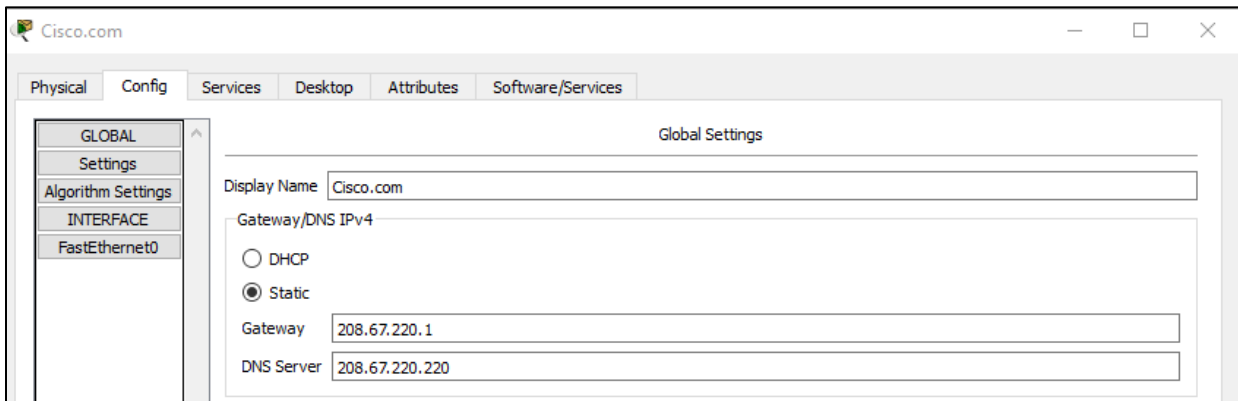 Cisco.com
Physical Config Services Desktop Attributes Software/Services
GLOBAL
Settings
Algorithm Settings
INTERFACE
FastEthernet0
Global Settings
Display Name Cisco.com
Gateway/DNS IPv4
DHCP
Static
Gateway 208.67.220.1
DNS Server 208.67.220.220